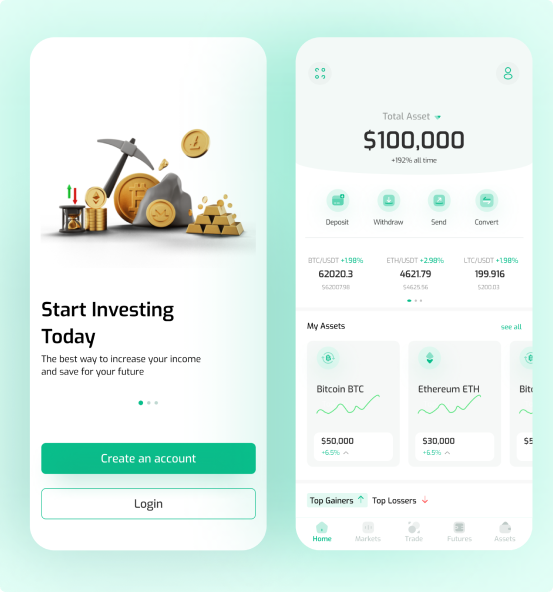 Start Investing
Today
The best way to increase your income
and save for your future
Create an account
Login
Total Asset
$100,000
+192% all time
Deposit
Withdraw
Send
Convert
BTC/USDT +1.98%
62020.3
ETH/USDT +2.98%
4621.79
$4625.56
LTC/USDT +1.98%
199.916
$200.03
My Assets
see all
Bitcoin BTC
$50,000
+6.5%
Ethereum ETH
$30,000
+6.5%
Top Gainers
Top Lossers
Home
Markets
Trade
Futures
Assets